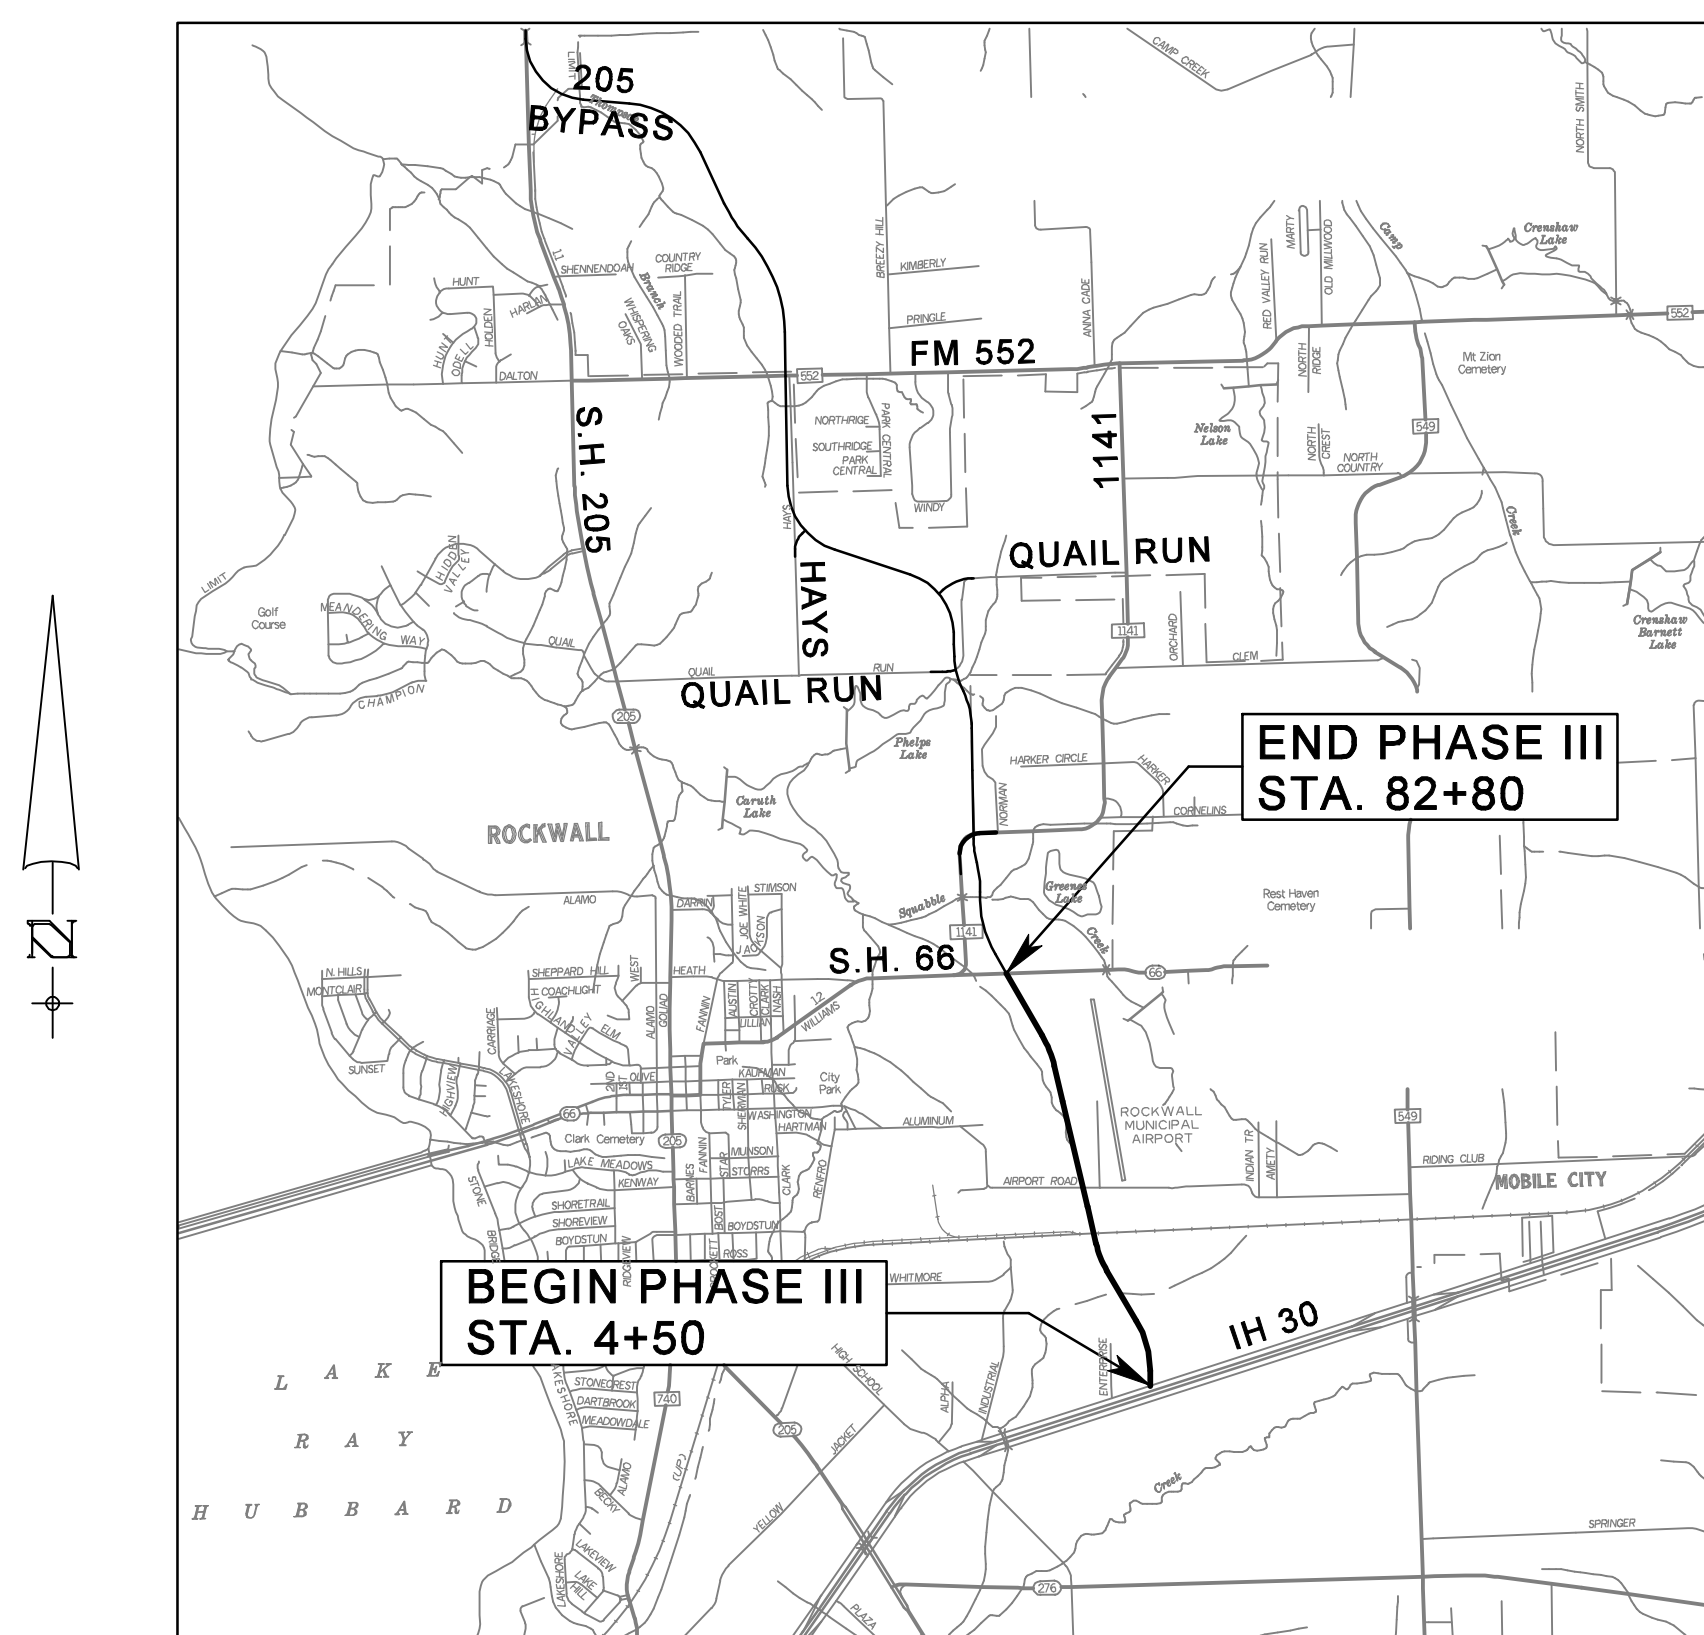 205
BYPASS
LIMIT
Thompson
CAMP CREEK
NORTH SMITH
11
SHENNENDOAH
COUNTRY
RIDGE
Branch
WHISPERING
OAKS
WOODED TRAIL
HUNT
HARLAN
HOLDEN
HUNT
ODELL
DALTON
BREEZY HILL
KIMBERLY
PRINGLE
ANNA CADE
RED VALLEY RUN
MARTY
OLD MILLWOOD
Camp
Crenshaw
Lake
552
FM 552
552
NORTH
RIDGE
Mt Zion
Cemetery
S.H. 205
NORTHRIGE
SOUTHRIDGE
PARK
CENTRAL
PARK CENTRAL
WINDY
1141
Nelson
Lake
NORTH
CREST
NORTH
COUNTRY
549
Creek
HAYS
HAYS
QUAIL RUN
HIDDEN
VALLEY
LIMIT
Golf
Course
MEANDERING WAY
QUAIL
CHAMPION
QUAIL
RUN
QUAIL RUN
1141
ORCHARD
CLEM
Crenshaw
Barnett
Lake
205
Phelps
Lake
HARKER CIRCLE
HARKER
NORMAN
CORNELINS
END PHASE III
STA. 82+80
Caruth
Lake
ROCKWALL
Greenes
Lake
Rest Haven
Cemetery
ALAMO
DARRIN
JOE WHITE
STIMSON
JACKSON
Squabble
1141
Creek
S.H. 66
66
N. HILLS
MONTCLAIR
SHEPPARD HILL
COACHLIGHT
HIGHLAND
VALLEY
ELM
WEST
HEATH
CARRIAGE
ALAMO
GOLIAD
FANNIN
AUSTIN
CROTTY
CLARK
NASH
LILLIAN
12
WILLIAMS
SUNSET
HIGHVIEW
LAKESHORE
2ND
1ST
OLIVE
Park
KAUFMAN
RUSK
City
Park
TYLER
SHERMAN
WASHINGTON
HARTMAN
66
Clark Cemetery
205
ALUMINUM
ROCKWALL
MUNICIPAL
AIRPORT
549
LAKE MEADOWS
KENWAY
BARNES
FANNIN
STAR
MUNSON
STORRS
CLARK
RENFRO
AIRPORT ROAD
INDIAN TR
AMETY
RIDING CLUB
MOBILE CITY
STONE
BRIDGE
SHORETRAIL
SHOREVIEW
BOYDSTUN
RIDGEVIEW
BOST
BOYDSTUN
ROSS
BROCKETT
BEGIN PHASE III
STA. 4+50
WHITMORE
IH 30
ENTERPRISE
HIGH SCHOOL
ALPHA
INDUSTRIAL
LAKE
RAY
HUBBARD
LAKESHORE
STONECREST
DARTBROOK
MEADOWDALE
740
205
JACKET
YELLOW
(UP)
ALAMO
BECKY
LAKESHORE
LAKEVIEW
LAKE
HILL
Creek
SPRINGER
276
PLAZA
N